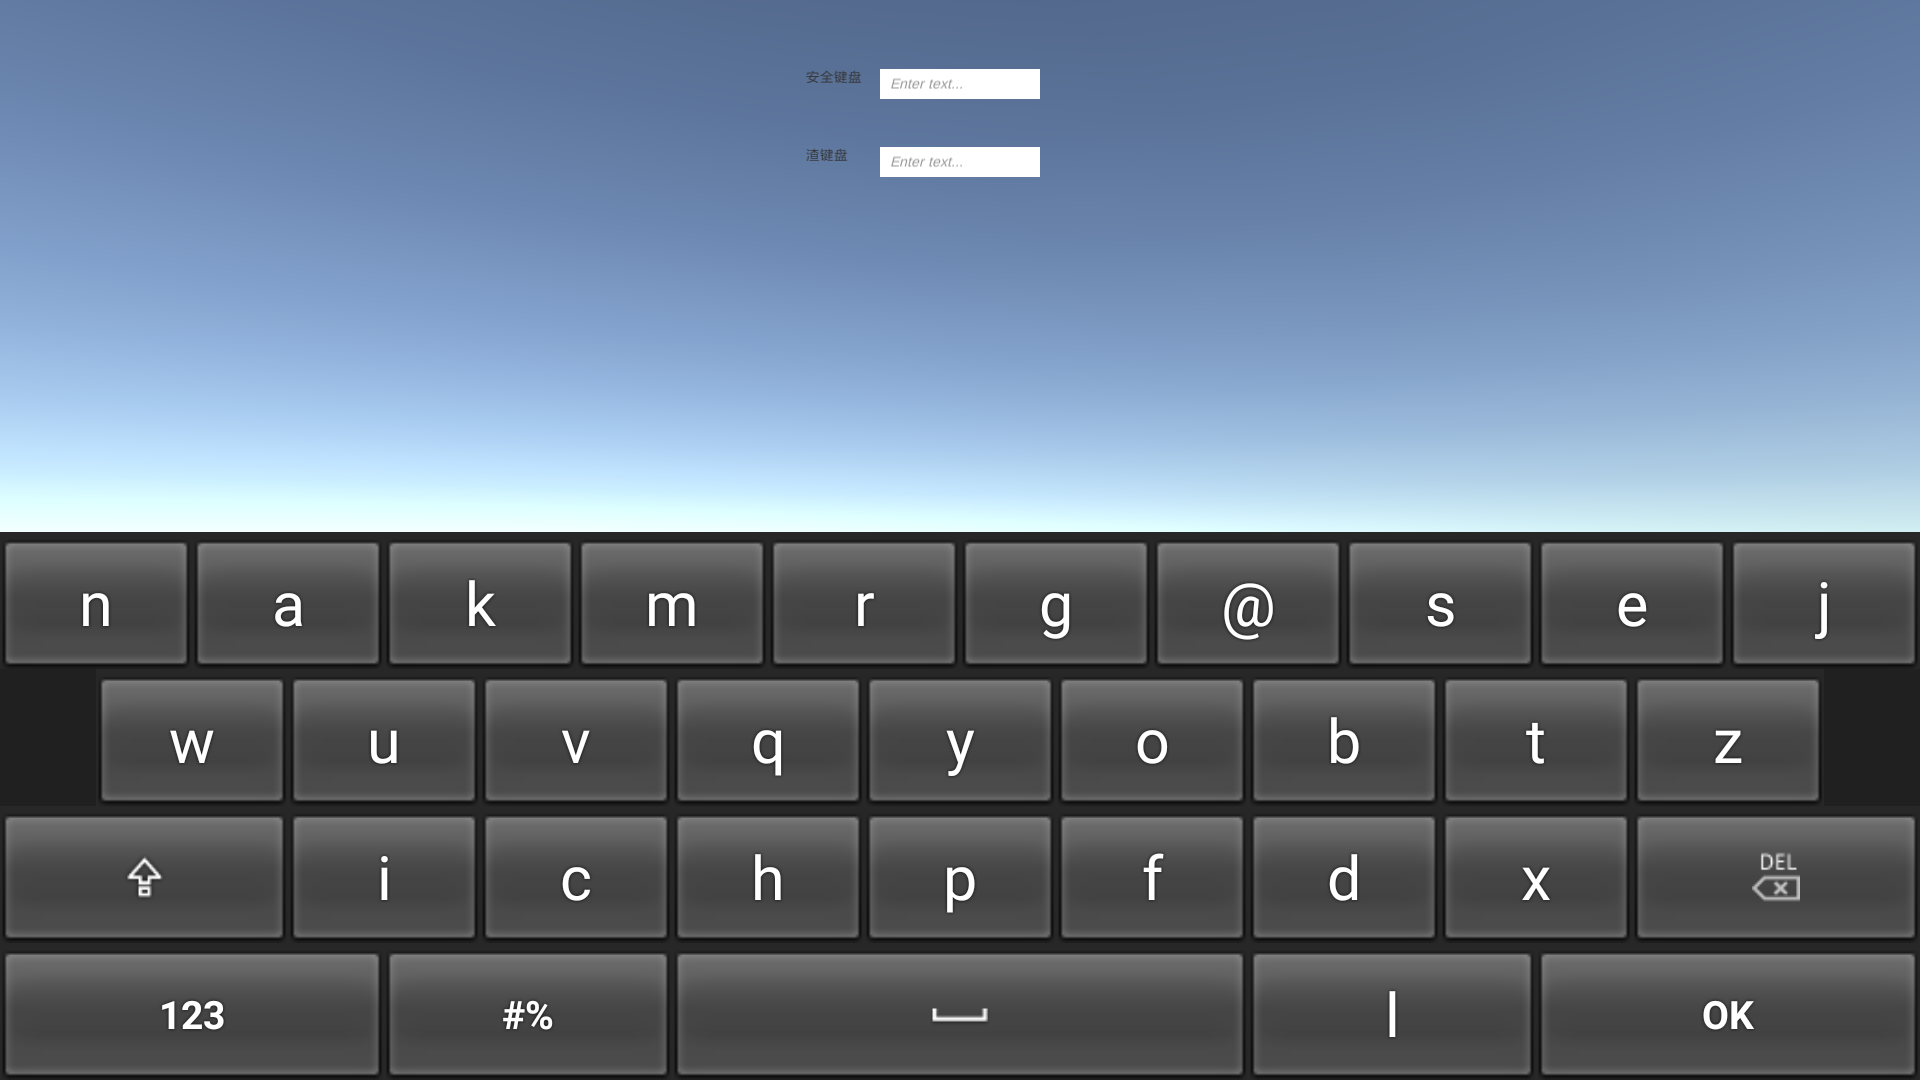 安全键盘 Enter text...
渣键盘 Enter text...
n a k m r g @ s e j
w u v q y o b t z
i c h p f d x DEL
123 #% l OK